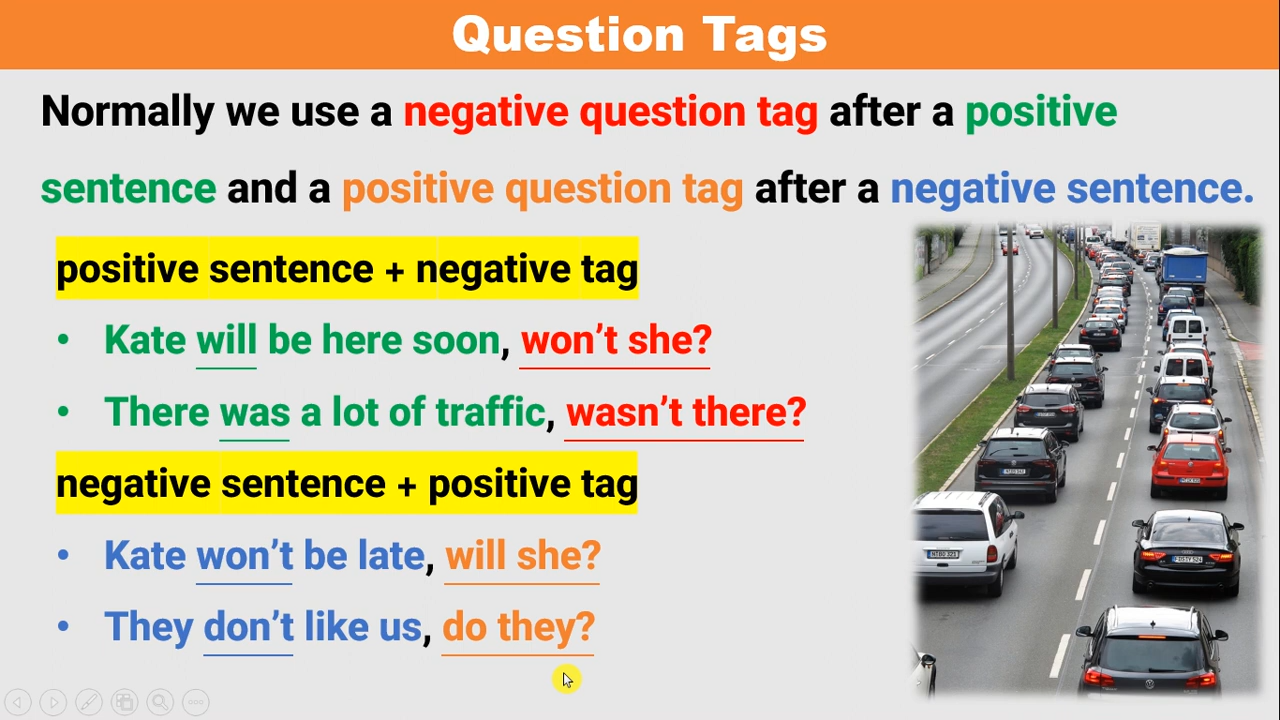 Question Tags
Normally we use a negative question tag after a positive
sentence and a positive question tag after a negative sentence.
positive sentence + negative tag
• Kate will be here soon, won’t she?
• There was a lot of traffic, wasn’t there?
negative sentence + positive tag
• Kate won’t be late, will she?
• They don’t like us, do they?